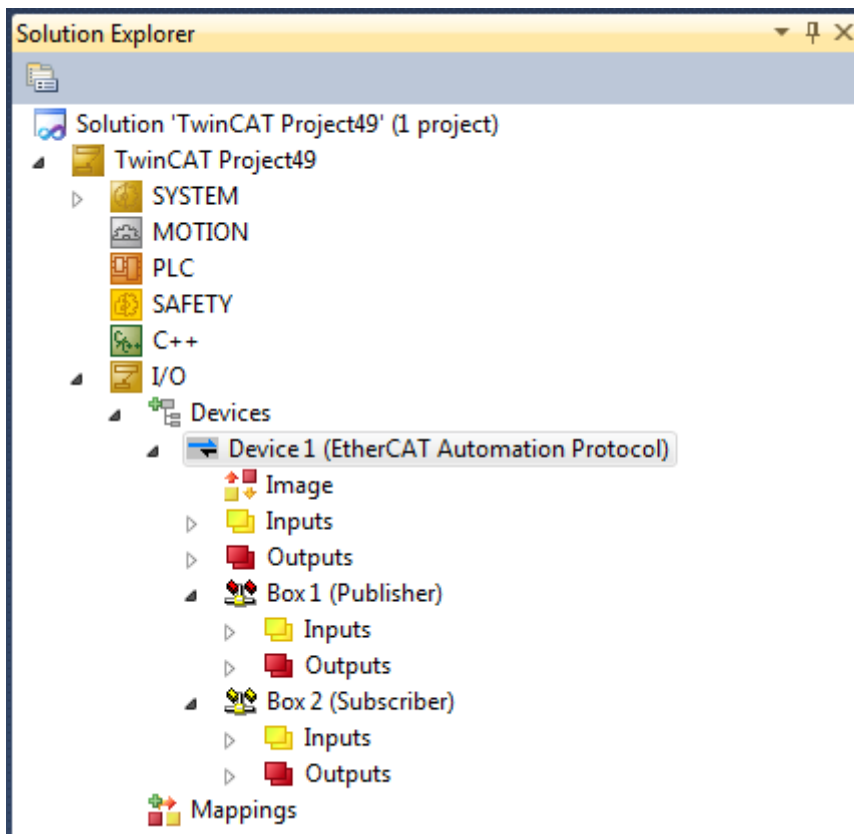 Solution Explorer
Solution 'TwinCAT Project49' (1 project)
TwinCAT Project49
SYSTEM
MOTION
PLC
SAFETY
C++
I/O
Devices
Device 1 (EtherCAT Automation Protocol)
Image
Inputs
Outputs
Box 1 (Publisher)
Inputs
Outputs
Box 2 (Subscriber)
Inputs
Outputs
Mappings